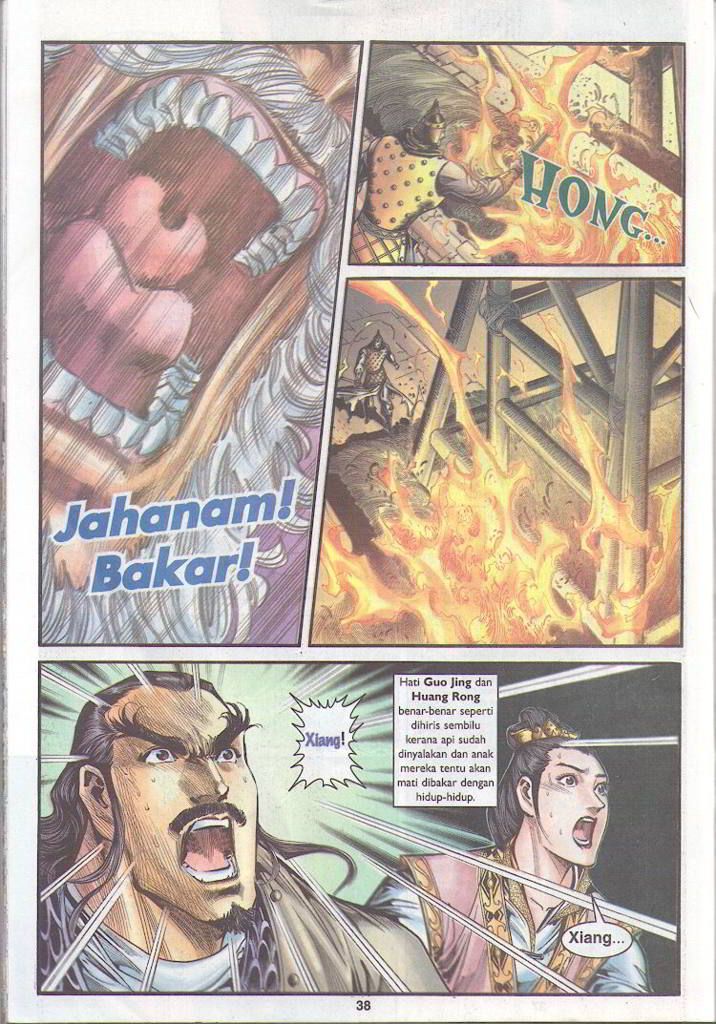 Jahanam!
Bakar!
HONG...
Xiang!
Hati Guo Jing dan
Huang Rong
benar-benar seperti
dihiris sembilu
kerana api sudah
dinyalakan dan anak
mereka tentu akan
mati dibakar dengan
hidup-hidup.
Xiang...
38